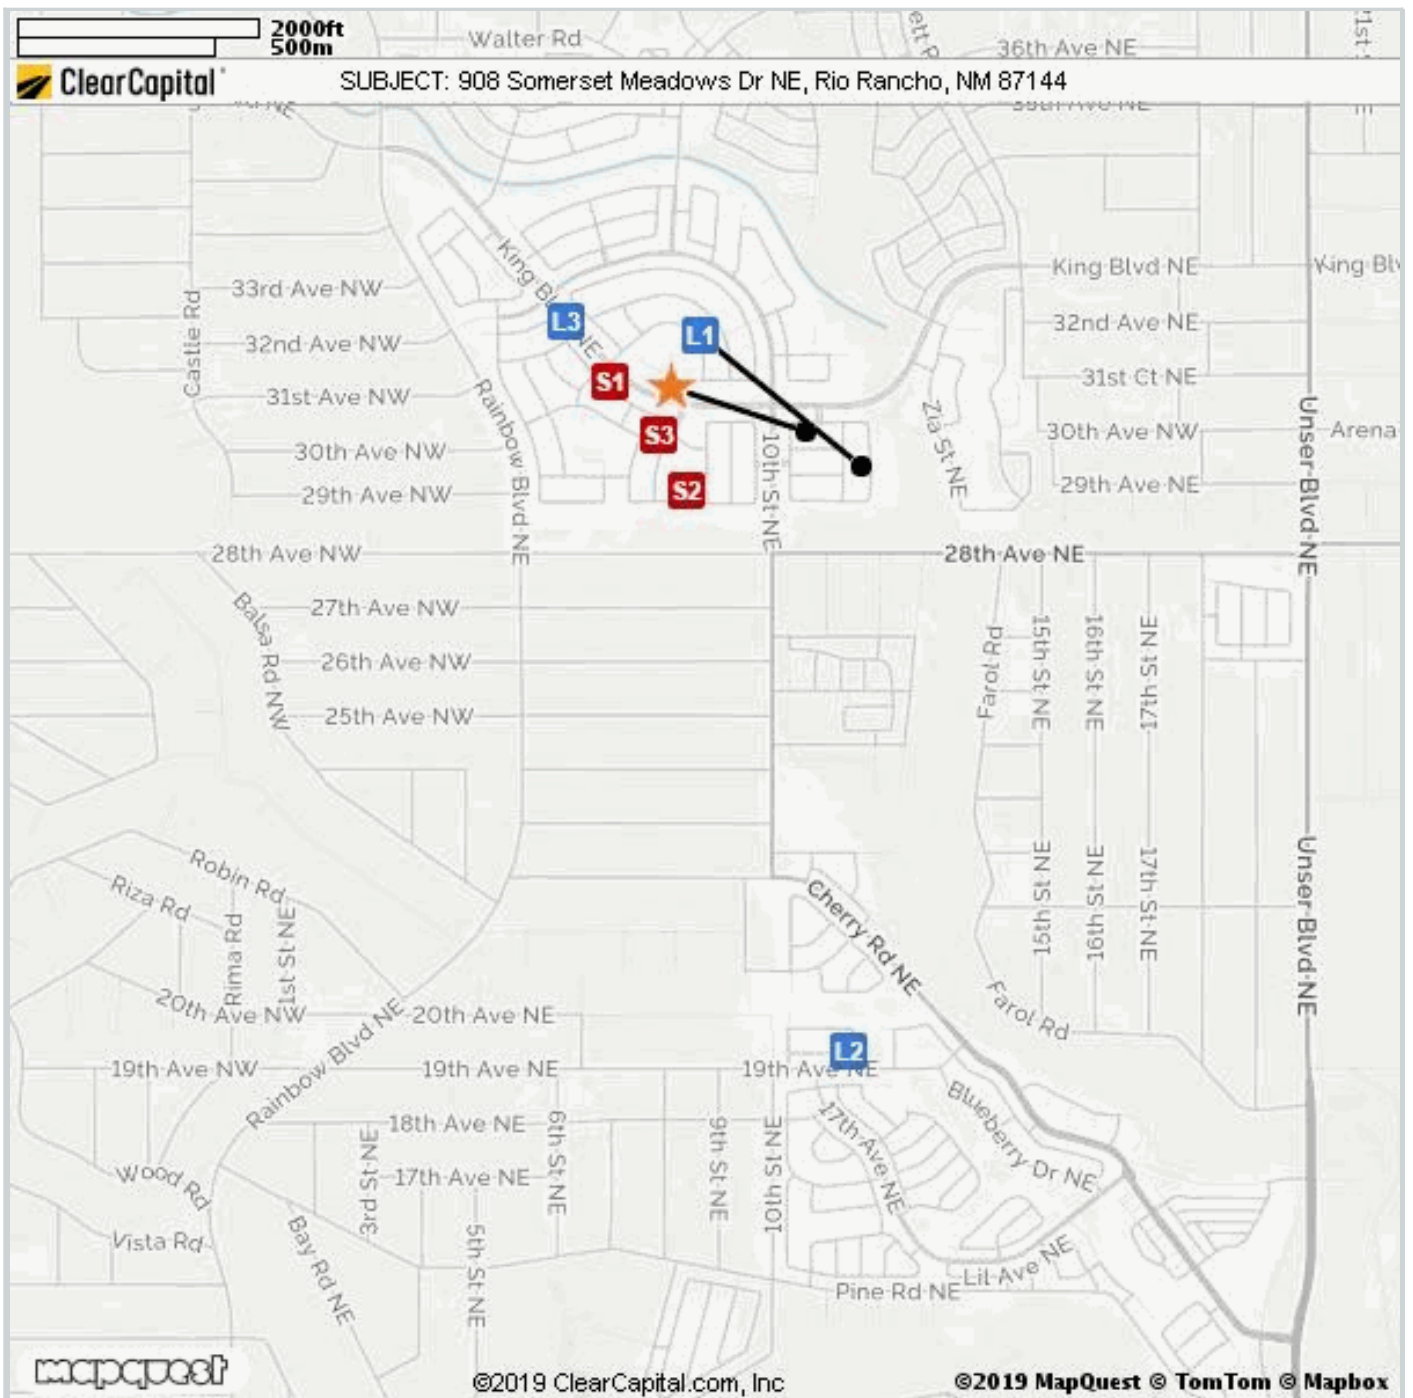 2000ft
500m
Walter Rd
ett R
36th Ave NE
ClearCapital
SUBJECT: 908 Somerset Meadows Dr NE, Rio Rancho, NM 87144
King Blvd NE
King Blv
33rd Ave NW
King Bl
NE
L3
L1
32nd Ave NW
32nd Ave NE
Castle Rd
S1
31st Ave NW
31st Ct NE
Rainbow Blvd NE
S3
30th Ave NW
10th St NE
Zia St NE
30th Ave NW
Unser Blvd NE
Arena
29th Ave NW
S2
29th Ave NE
28th Ave NW
28th Ave NE
Balsa Rd NW
27th Ave NW
26th Ave NW
25th Ave NW
Farol Rd
17th St NE
Robin Rd
Riza Rd
Rima Rd
1st St NE
Cherry Rd NE
15th St NE
16th St NE
Unser Blvd NE
Farol Rd
20th Ave NW
20th Ave NE
Rainbow Blvd NE
L2
19th Ave NW
19th Ave NE
19th Ave NE
18th Ave NE
3rd St NE
6th St NE
9th St NE
10th St NE
17th Ave NE
Blueberry Dr NE
17th Ave NE
Wood Rd
Vista Rd
Bay Rd NE
5th St NE
Lil Ave NE
Pine Rd NE
mapquest
©2019 ClearCapital.com, Inc
©2019 MapQuest © TomTom © Mapbox